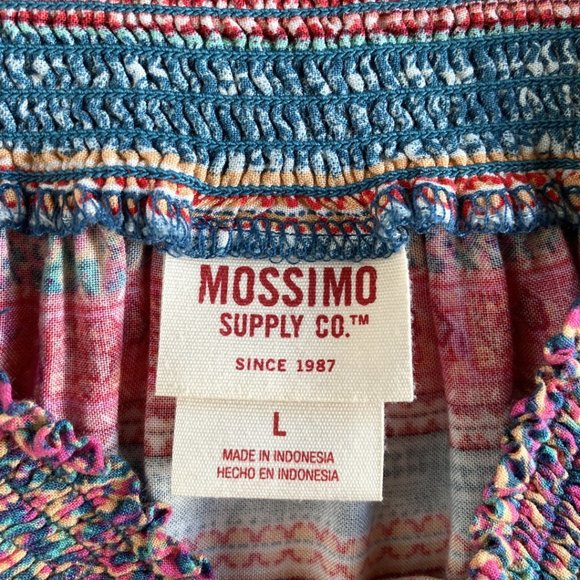 MOSSIMO
SUPPLY CO.™
SINCE 1987
L
MADE IN INDONESIA
HECHO EN INDONESIA